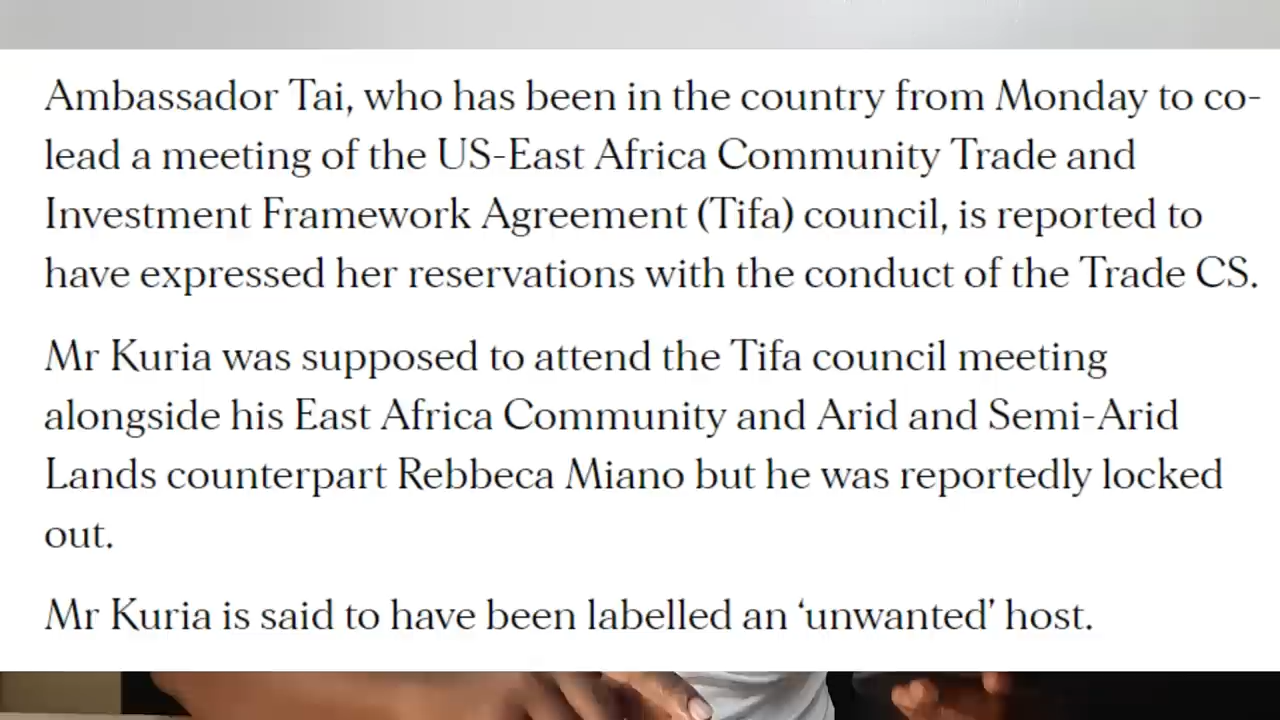 Ambassador Tai, who has been in the country from Monday to co-
lead a meeting of the US-East Africa Community Trade and
Investment Framework Agreement (Tifa) council, is reported to
have expressed her reservations with the conduct of the Trade CS.
Mr Kuria was supposed to attend the Tifa council meeting
alongside his East Africa Community and Arid and Semi-Arid
Lands counterpart Rebbeca Miano but he was reportedly locked
out.
Mr Kuria is said to have been labelled an ‘unwanted’ host.